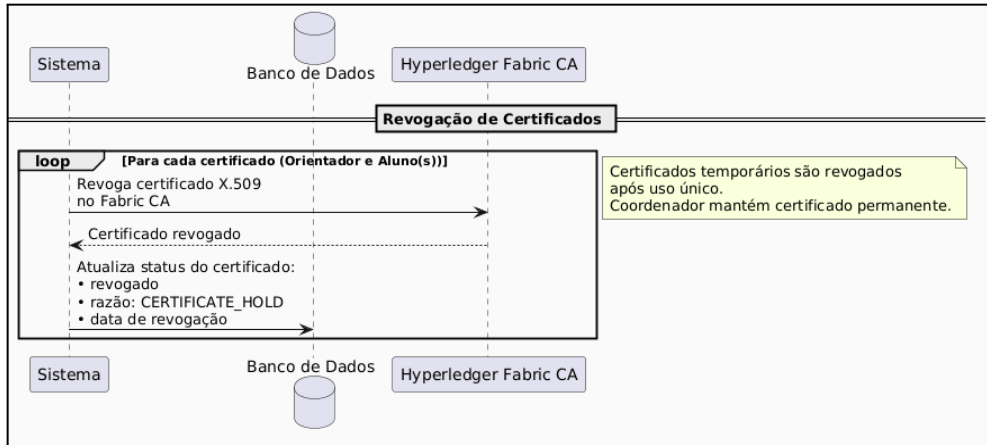 Sistema
Banco de Dados
Hyperledger Fabric CA
Revogação de Certificados
loop [Para cada certificado (Orientador e Aluno(s))]
Certificados temporários são revogados
após uso único.
Coordenador mantém certificado permanente.
Revoga certificado X.509
no Fabric CA
Certificado revogado
Atualiza status do certificado:
• revogado
• razão: CERTIFICATE_HOLD
• data de revogação
Sistema
Banco de Dados
Hyperledger Fabric CA